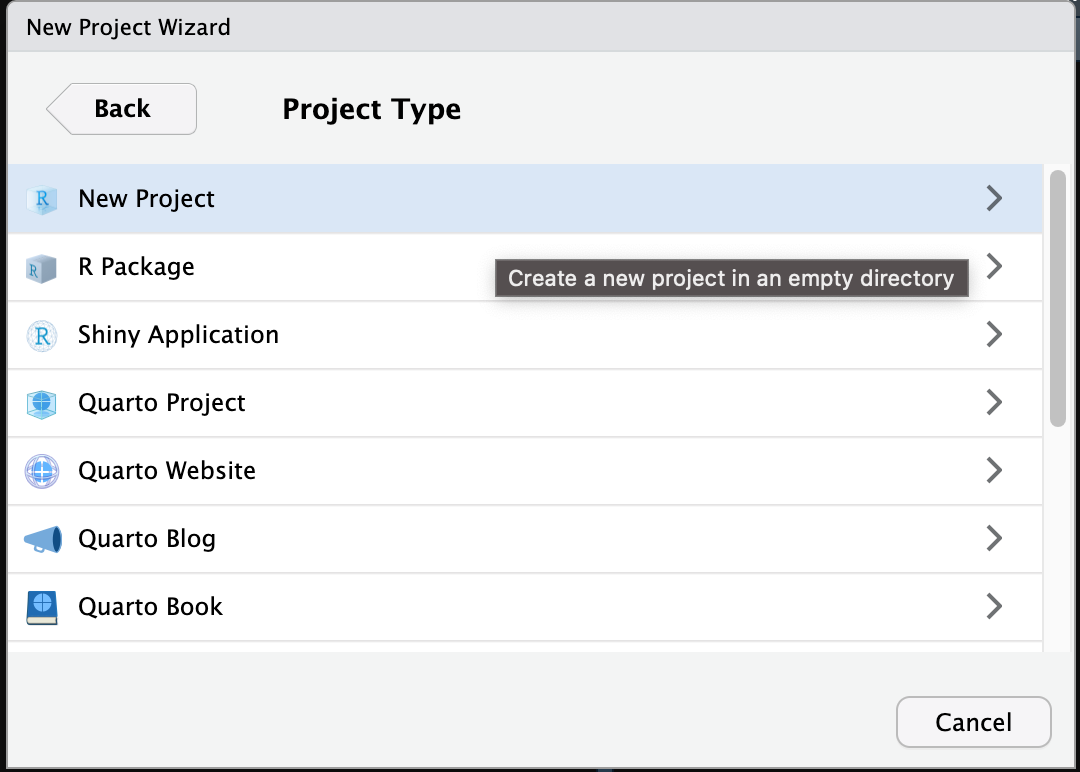 New Project Wizard
Back
Project Type
R New Project
R R Package
Create a new project in an empty directory
R Shiny Application
Quarto Project
Quarto Website
Quarto Blog
Quarto Book
Cancel